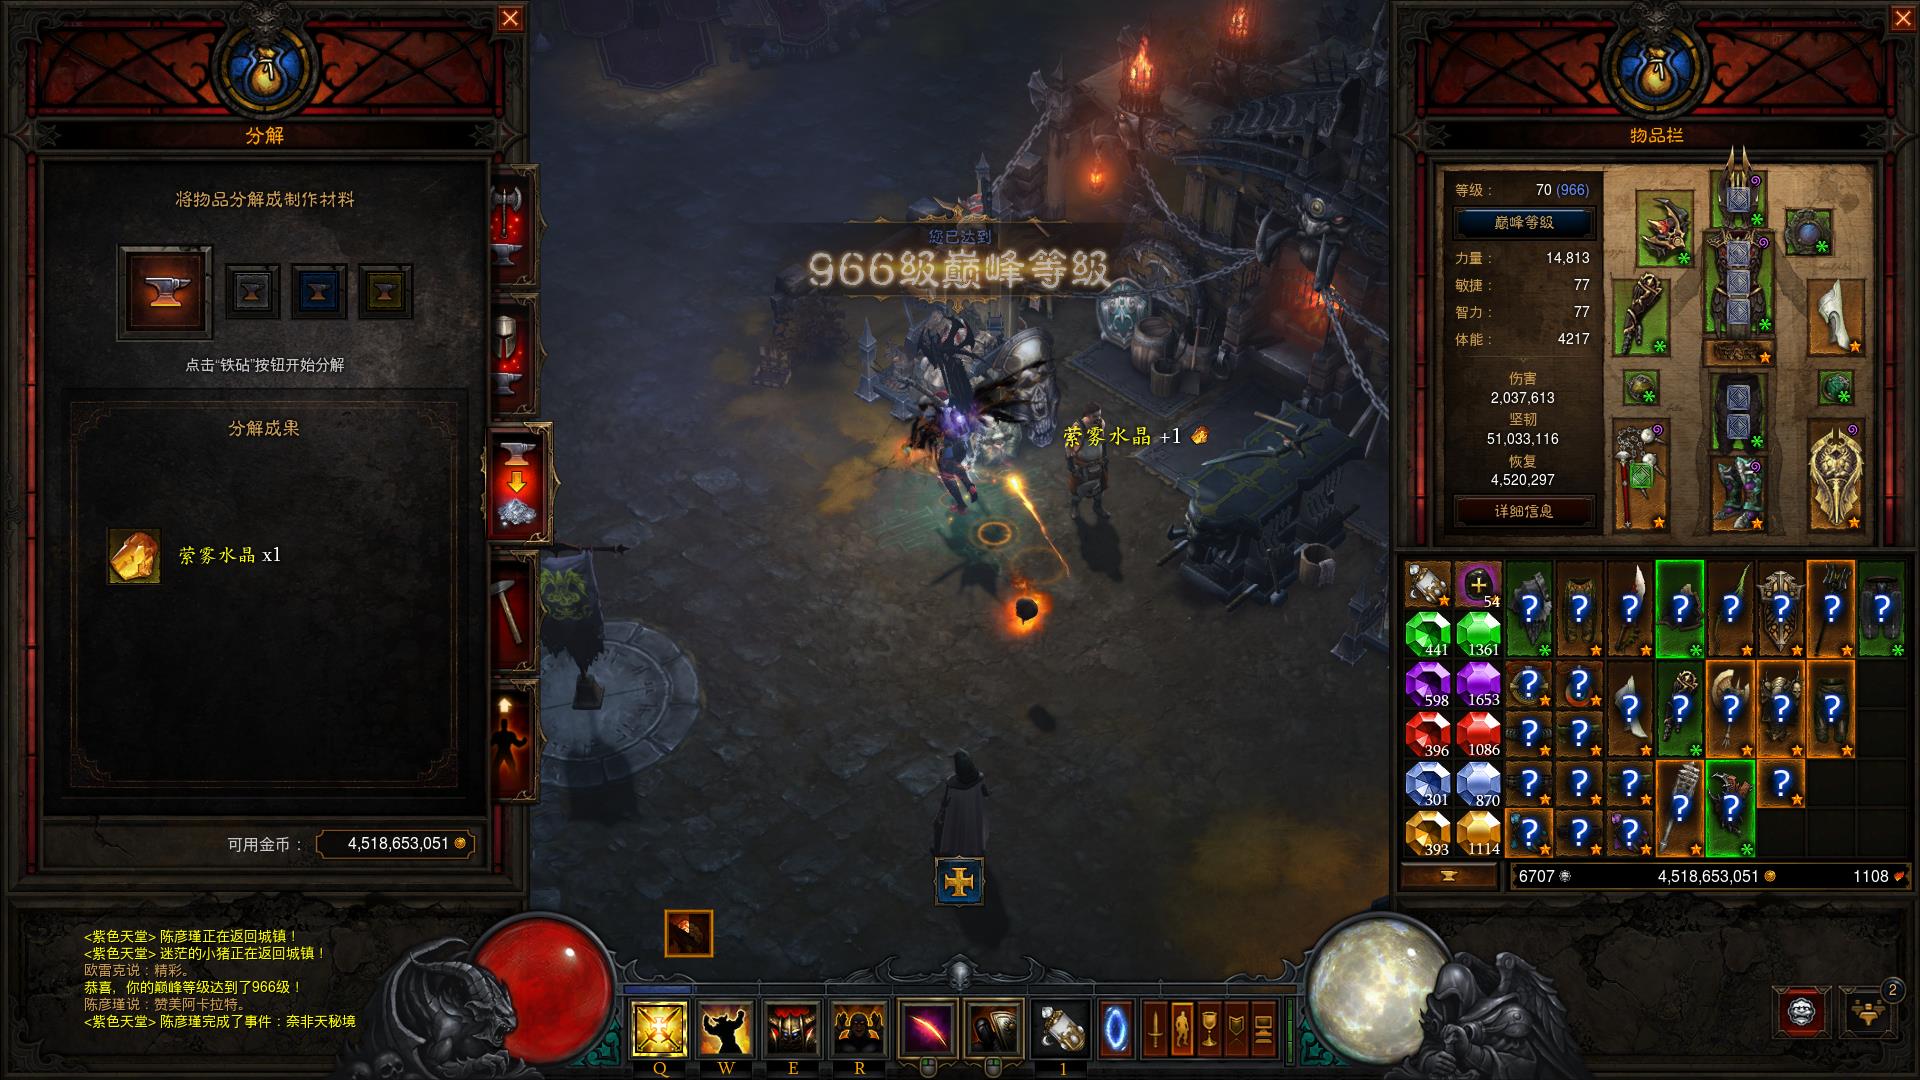 分解
将物品分解成制作材料
点击“铁砧”按钮开始分解
分解成果
萦雾水晶 x1
可用金币： 4,518,653,051
您已达到
966级巅峰等级
萦雾水晶 +1
物品栏
等级： 70 (966)
巅峰等级
力量： 14,813
敏捷： 77
智力： 77
体能： 4217
伤害
2,037,613
坚韧
51,033,116
恢复
4,520,297
详细信息
54
? ? ? ? ? ? ? ?
441 1361
598 1653
? ? ? ? ? ? ?
396 1086
? ?
301 870
? ? ? ? ? ?
393 1114
? ? ?
6707 4,518,653,051 1108
<紫色天堂> 陈彦瑾正在返回城镇！
<紫色天堂> 迷茫的小猪正在返回城镇！
欧雷克说：精彩。
恭喜，你的巅峰等级达到了966级！
陈彦瑾说：赞美阿卡拉特。
<紫色天堂> 陈彦瑾完成了事件：奈非天秘境
Q W E R 1
2